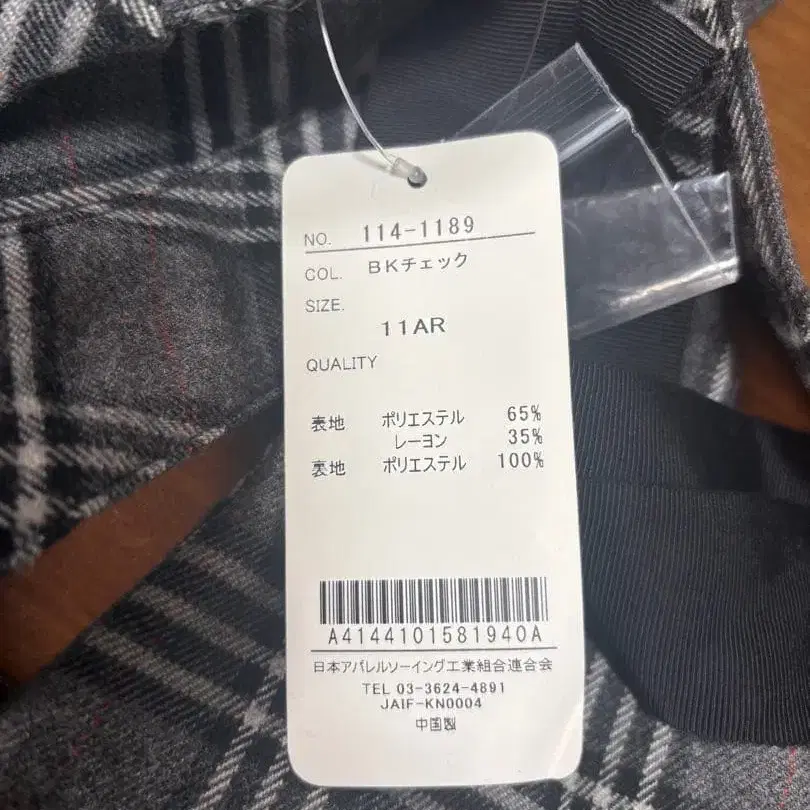 NO. 114-1189
COL. BKチェック
SIZE.
11AR
QUALITY
表地 ポリエステル 65%
レーヨン 35%
裏地 ポリエステル 100%
A4144101581940A
日本アパレルソーイング工業組合連合会
TEL 03-3624-4891
JAIF-KN0004
中国製